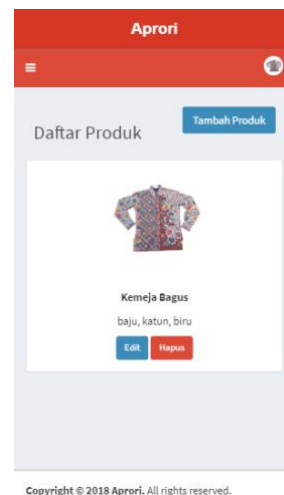 Aprori
Tambah Produk
Daftar Produk
Kemeja Bagus
baju, katun, biru
Edit Hapus
Copyright © 2018 Aprori. All rights reserved.